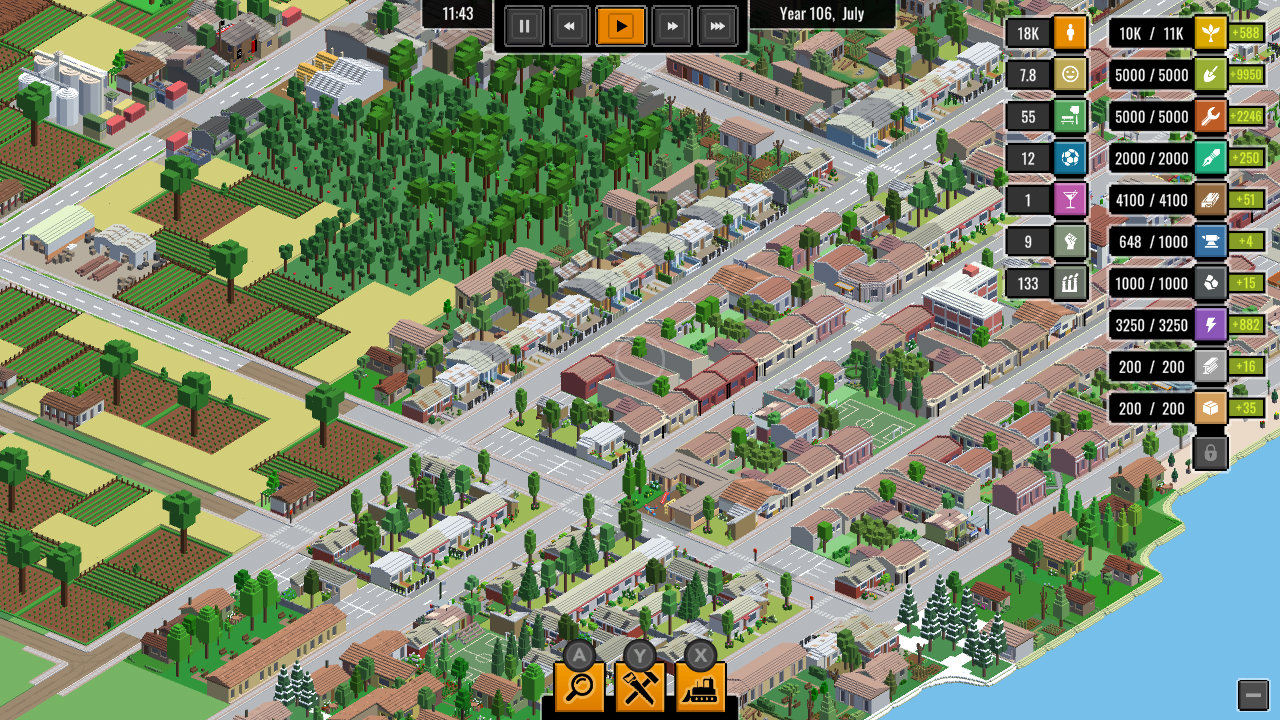 11:43
Year 106, July
18K
7.8
55
12
1
9
133
10K / 11K +588
5000 / 5000 +9950
5000 / 5000 +2246
2000 / 2000 +250
4100 / 4100 +51
648 / 1000 +4
1000 / 1000 +15
3250 / 3250 +882
200 / 200 +16
200 / 200 +35
A Y X